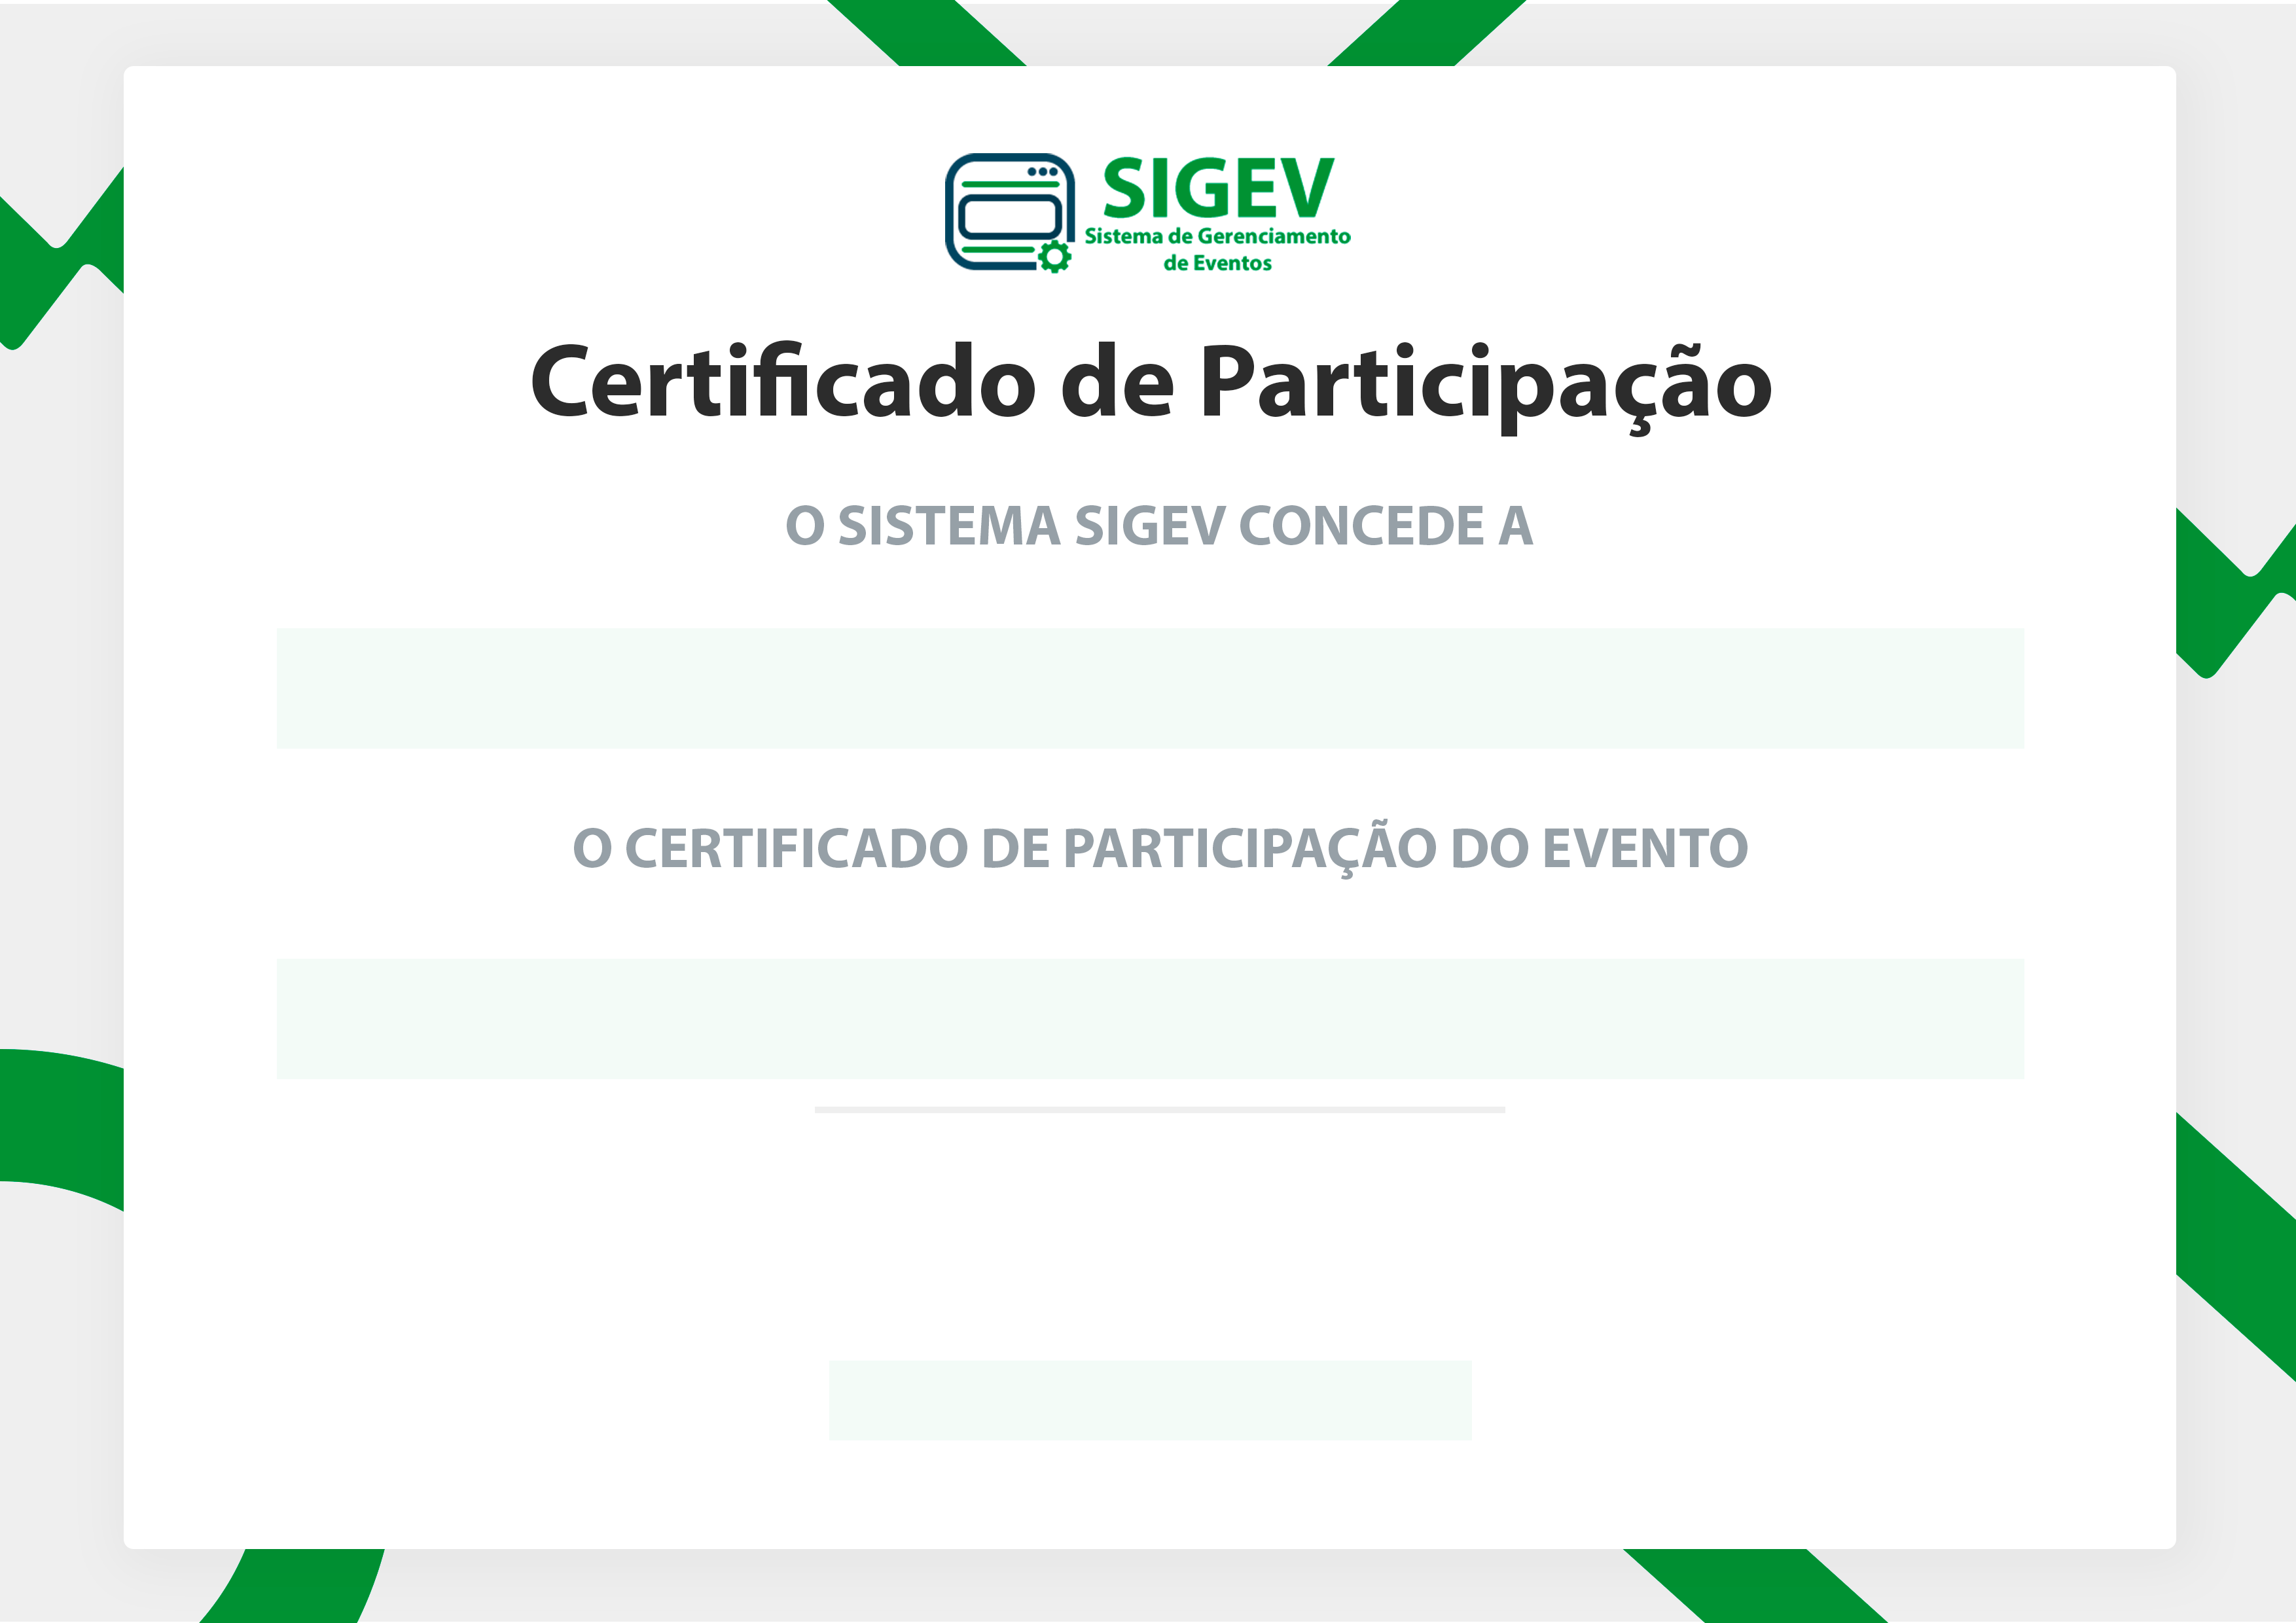 SIGEV
Sistema de Gerenciamento
de Eventos
Certificado de Participação
O SISTEMA SIGEV CONCEDE A
O CERTIFICADO DE PARTICIPAÇÃO DO EVENTO